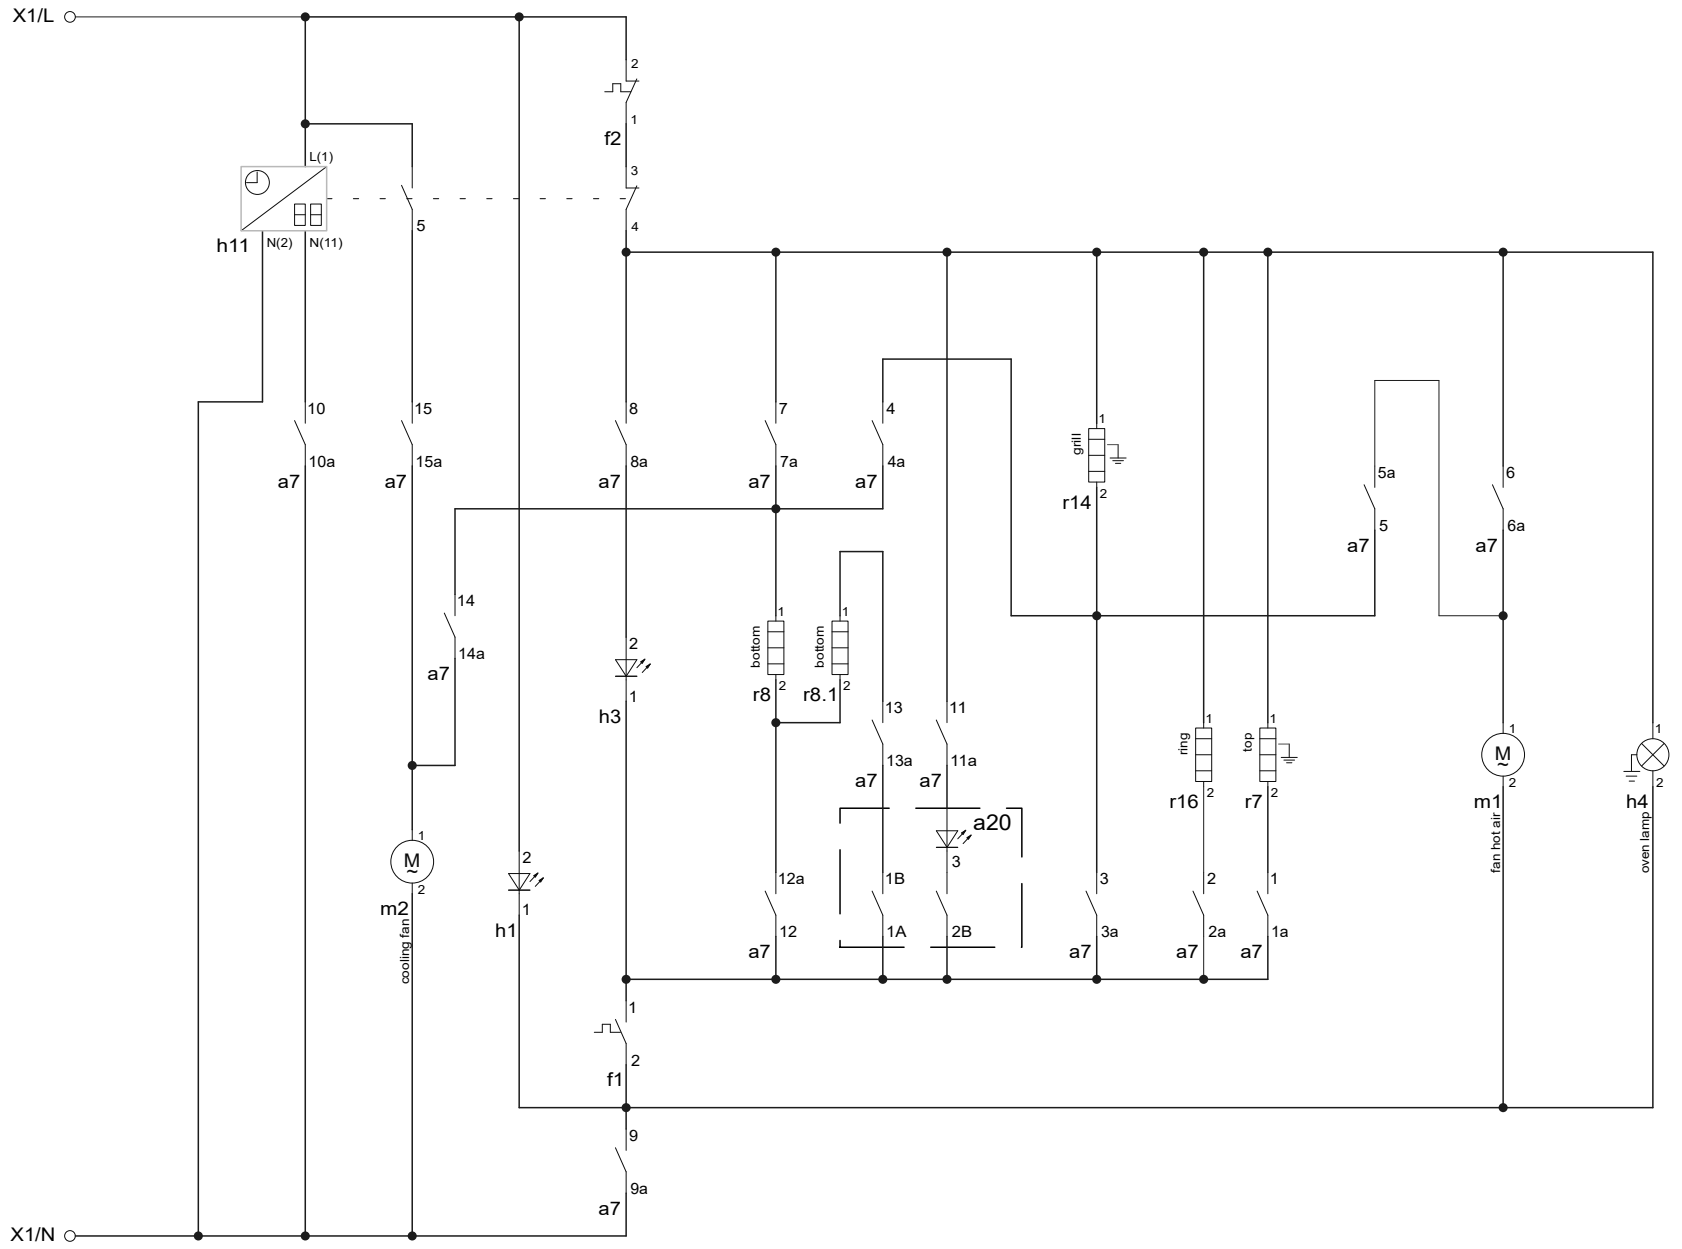 X1/L
2
1
f2
L(1)
3
5
4
h11
N(2)
N(11)
10
15
8
7
4
1
grill
10a
15a
8a
7a
4a
5a
6
a7
a7
a7
a7
a7
r14
2
5
6a
a7
a7
14
1
1
2
bottom
bottom
14a
a7
r8
2
r8.1
2
1
h3
13
11
1
1
1
1
ring
top
M
~
13a
11a
a7
a7
2
2
2
2
r16
r7
m1
h4
fan hot air
oven lamp
a20
1
M
~
2
3
2
m2
cooling fan
1
h1
12a
1B
3
2
1
12
1A
2B
3a
2a
1a
a7
a7
a7
a7
1
2
f1
9
9a
a7
X1/N